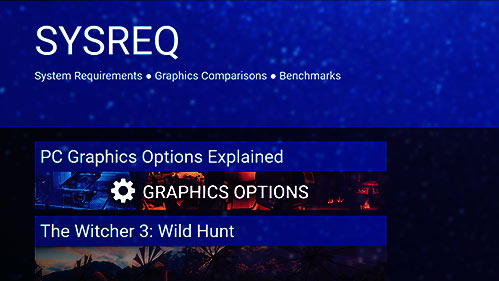 SYSREQ
System Requirements ● Graphics Comparisons ● Benchmarks
PC Graphics Options Explained
GRAPHICS OPTIONS
The Witcher 3: Wild Hunt